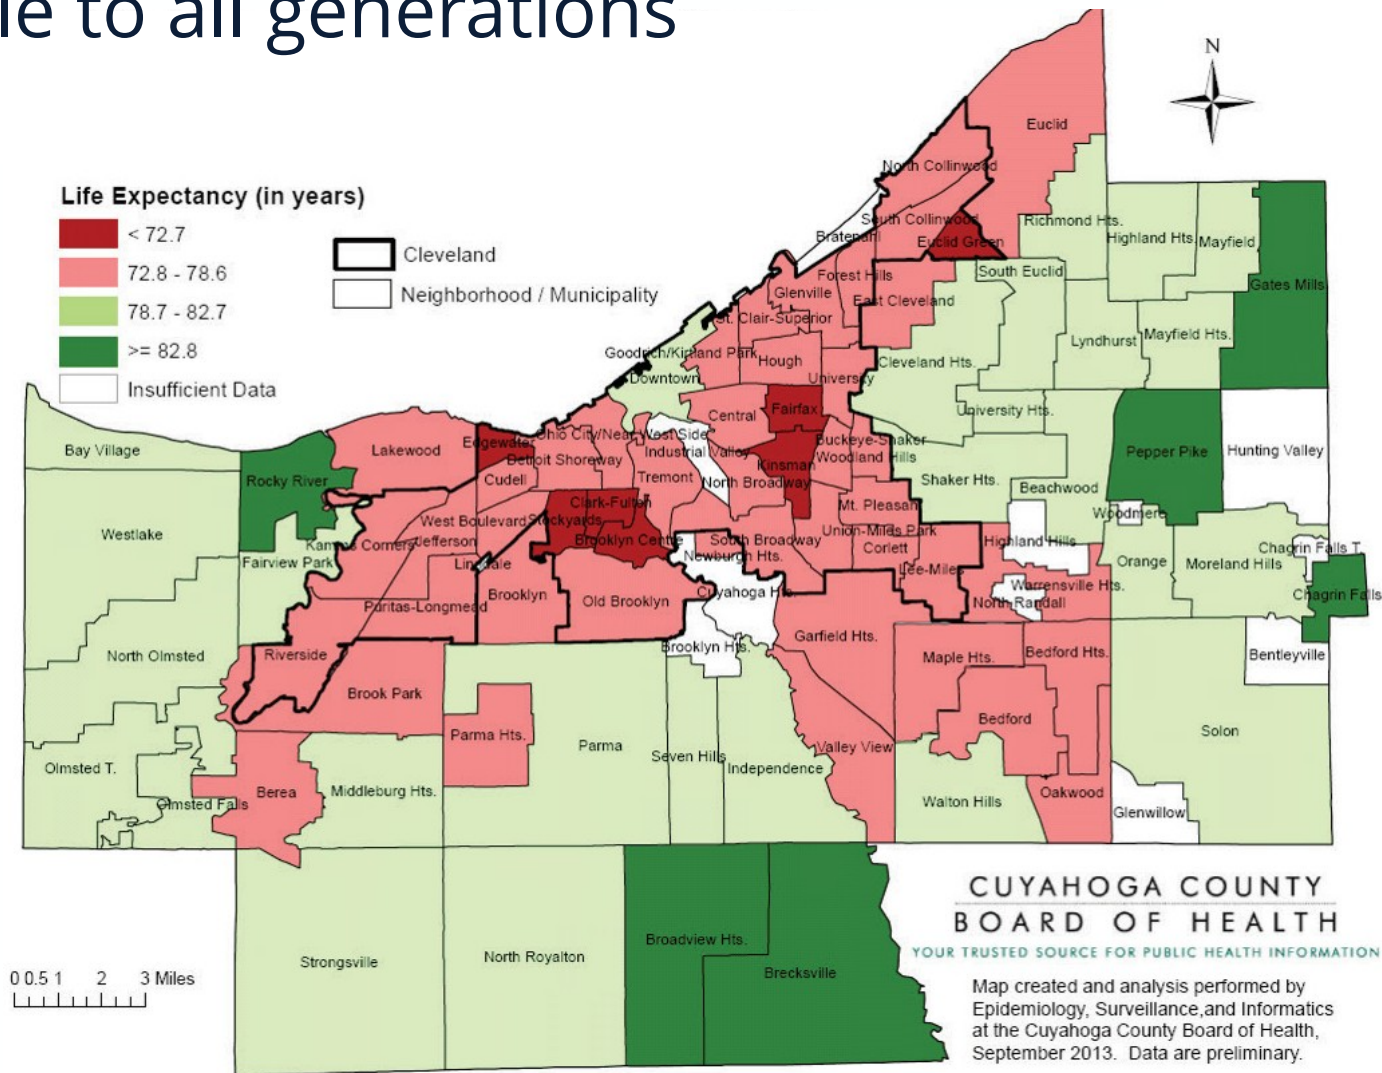 le to all generations
N
Life Expectancy (in years)
< 72.7
72.8 - 78.6
78.7 - 82.7
>= 82.8
Insufficient Data
Cleveland
Neighborhood / Municipality
Euclid
North Collinwood
South Collinwood
Bratenahl
Euclid Green
Richmond Hts.
Highland Hts.
Mayfield
Gates Mills
Forest Hills
Glenville
East Cleveland
South Euclid
St. Clair-Superior
Lyndhurst
Mayfield Hts.
Goodrich/Kirtland Park
Hough
Cleveland Hts.
Downtown
University
Central
Fairfax
University Hts.
Bay Village
Lakewood
Edgewater
Ohio City/Near West Side
Detroit Shoreway
Industrial Valley
Buckeye-Shaker
Woodland Hills
Kinsman
Pepper Pike
Hunting Valley
Rocky River
Cudell
Tremont
North Broadway
Shaker Hts.
Beachwood
Clark-Fulton
Mt. Pleasant
Woodmere
Westlake
West Boulevard
Stockyards
Kamms Corners
Jefferson
Brooklyn Centre
South Broadway
Union-Miles Park
Corlett
Highland Hills
Newburgh Hts.
Fairview Park
Linndale
Lee-Miles
Orange
Moreland Hills
Chagrin Falls T.
Warrensville Hts.
Chagrin Falls
North Randall
Puritas-Longmead
Brooklyn
Old Brooklyn
Cuyahoga Hts.
Garfield Hts.
North Olmsted
Riverside
Brooklyn Hts.
Maple Hts.
Bedford Hts.
Bentleyville
Brook Park
Parma Hts.
Parma
Seven Hills
Independence
Valley View
Bedford
Solon
Olmsted T.
Olmsted Falls
Berea
Middleburg Hts.
Walton Hills
Oakwood
Glenwillow
Strongsville
North Royalton
Broadview Hts.
Brecksville
0 0.5 1 2 3 Miles
CUYAHOGA COUNTY
BOARD OF HEALTH
YOUR TRUSTED SOURCE FOR PUBLIC HEALTH INFORMATION
Map created and analysis performed by
Epidemiology, Surveillance,and Informatics
at the Cuyahoga County Board of Health,
September 2013. Data are preliminary.